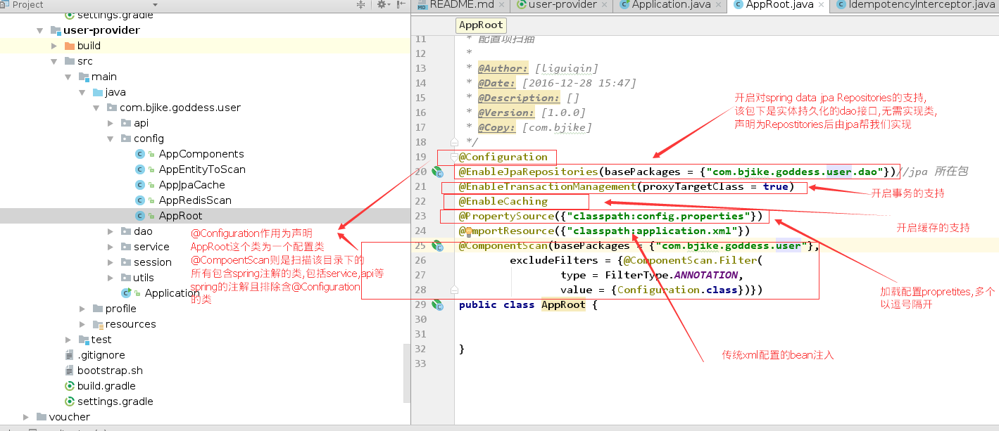 Project
settings.gradle
user-provider
build
src
main
java
com.bjike.goddess.user
api
config
AppComponents
AppEntityToScan
AppJpaCache
AppRedisScan
AppRoot
dao
service
session
utils
Application
profile
resources
test
.gitignore
bootstrap.sh
build.gradle
settings.gradle
voucher
@Configuration作用为声明
AppRoot这个类为一个配置类
@CompoentScan则是扫描该目录下的
所有包含spring注解的类,包括service,api等
spring的注解且排除含@Configuration
的类
README.md
user-provider
Application.java
AppRoot.java
IdempotencyInterceptor.java
AppRoot
11 * 配置项扫描
12 *
13 * @Author: [liguiqin]
14 * @Date: [2016-12-28 15:47]
15 * @Description: []
16 * @Version: [1.0.0]
17 * @Copy: [com.bjike]
18 */
19 @Configuration
20 @EnableJpaRepositories(basePackages = {"com.bjike.goddess.user.dao"})//jpa 所在包
21 @EnableTransactionManagement(proxyTargetClass = true)
22 @EnableCaching
23 @PropertySource({"classpath:config.properties"})
24 @ImportResource({"classpath:application.xml"})
25 @ComponentScan(basePackages = {"com.bjike.goddess.user"},
26 excludeFilters = {@ComponentScan.Filter(
27 type = FilterType.ANNOTATION,
28 value = {Configuration.class})})
29 public class AppRoot {
30
31
32 }
33
开启对spring data jpa Repositories的支持,
该包下是实体持久化的dao接口,无需实现类,
声明为Repostitories后由jpa帮我们实现
开启事务的支持
开启缓存的支持
加载配置propretites,多个
以逗号隔开
传统xml配置的bean注入